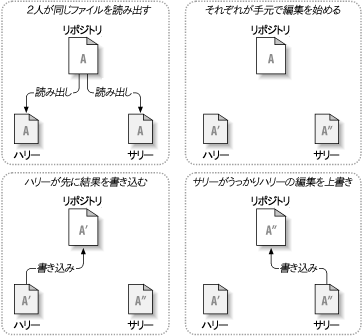 2人が同じファイルを読み出す
リポジトリ
A
読み出し 読み出し
A A
ハリー サリー
それぞれが手元で編集を始める
リポジトリ
A
A' A"
ハリー サリー
ハリーが先に結果を書き込む
リポジトリ
A'
書き込み
A' A"
ハリー サリー
サリーがうっかりハリーの編集を上書き
リポジトリ
A"
書き込み
A' A"
ハリー サリー